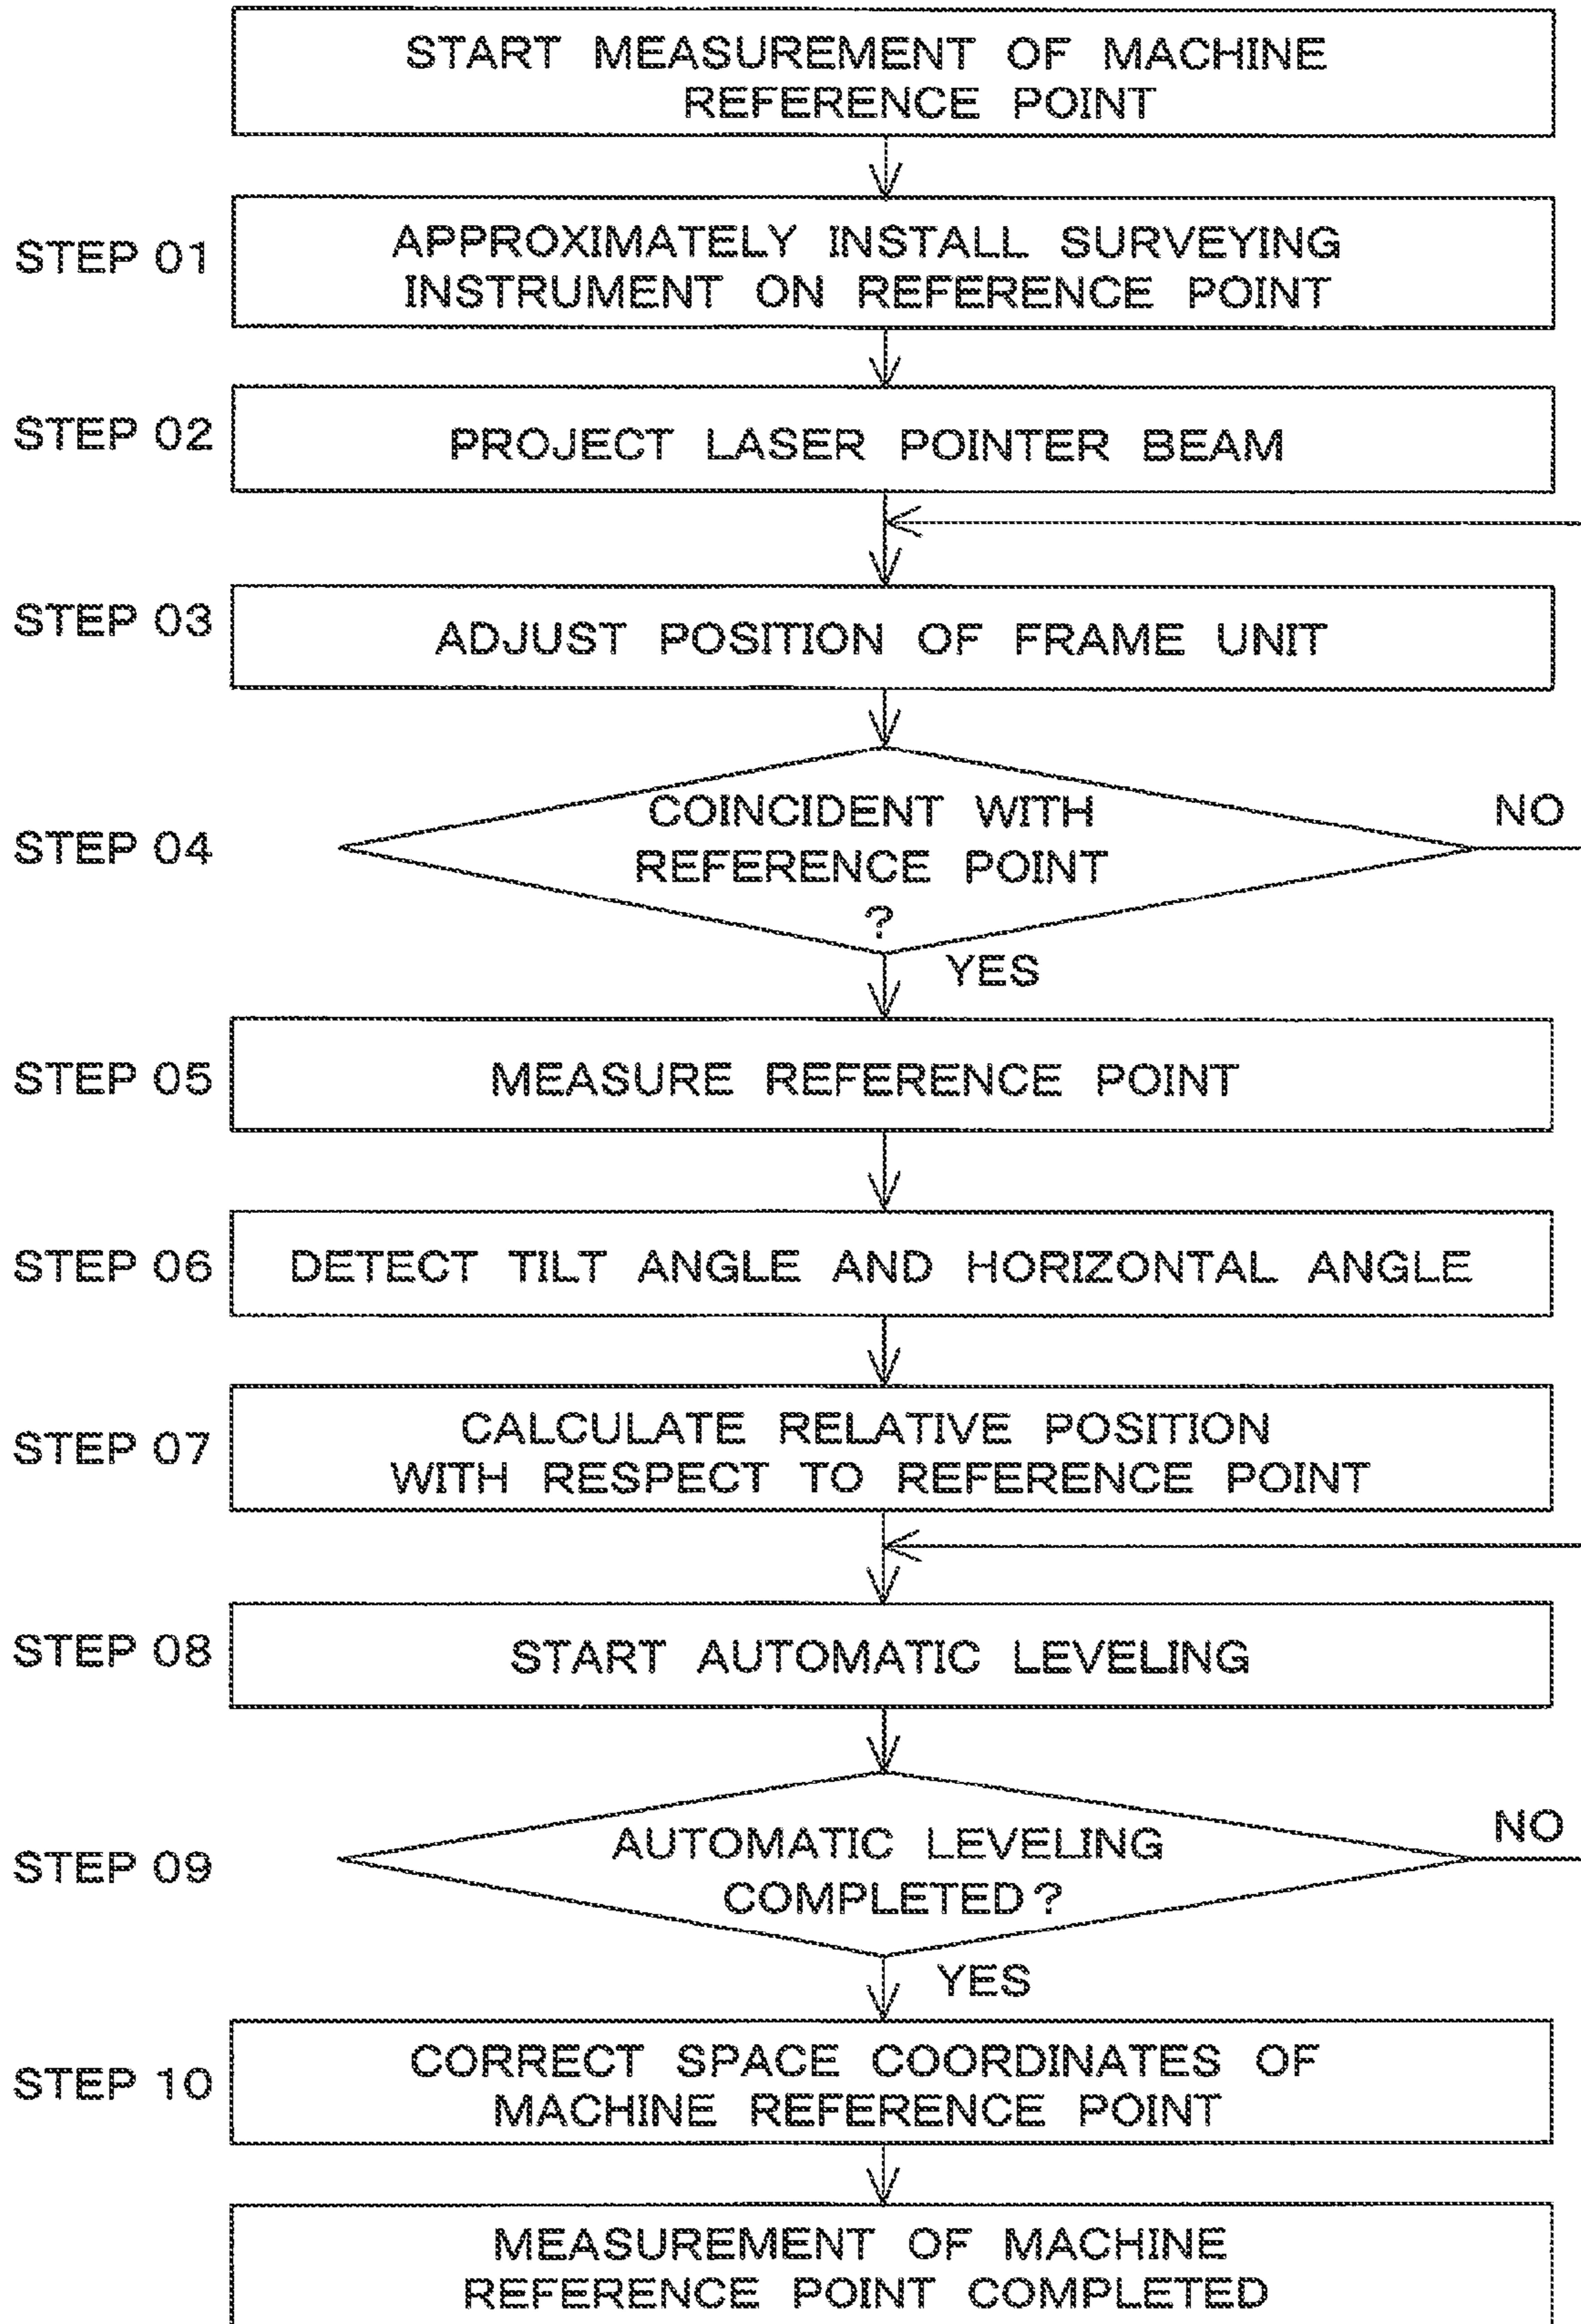 START MEASUREMENT OF MACHINE
REFERENCE POINT
STEP 01
APPROXIMATELY INSTALL SURVEYING
INSTRUMENT ON REFERENCE POINT
STEP 02
PROJECT LASER POINTER BEAM
STEP 03
ADJUST POSITION OF FRAME UNIT
STEP 04
COINCIDENT WITH
REFERENCE POINT
?
NO
YES
STEP 05
MEASURE REFERENCE POINT
STEP 06
DETECT TILT ANGLE AND HORIZONTAL ANGLE
STEP 07
CALCULATE RELATIVE POSITION
WITH RESPECT TO REFERENCE POINT
STEP 08
START AUTOMATIC LEVELING
STEP 09
AUTOMATIC LEVELING
COMPLETED?
NO
YES
STEP 10
CORRECT SPACE COORDINATES OF
MACHINE REFERENCE POINT
MEASUREMENT OF MACHINE
REFERENCE POINT COMPLETED